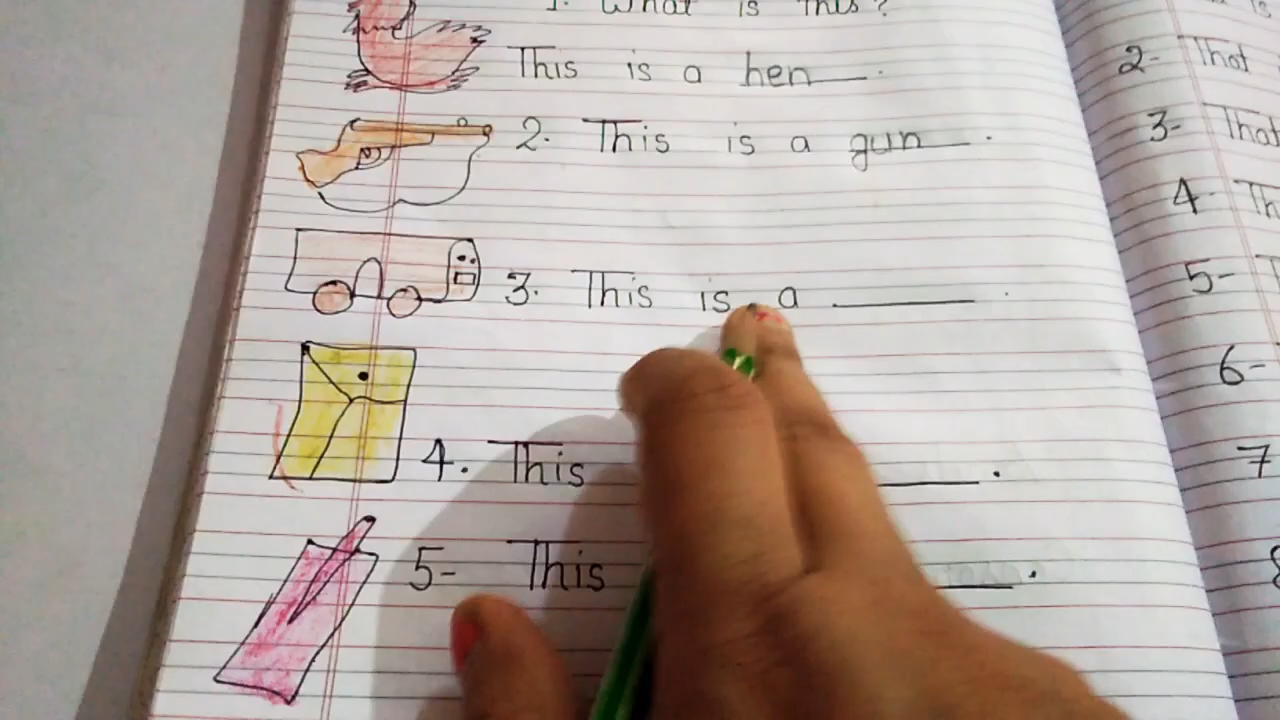 1. What is this?
This is a hen .
2. This is a gun .
3. This is a .
4. This .
5- This .
2- That
3- That
4-
5-
6-
7